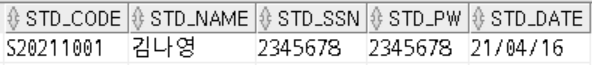 STD_CODE STD_NAME STD_SSN STD_PW STD_DATE
S20211001 김나영 2345678 2345678 21/04/16